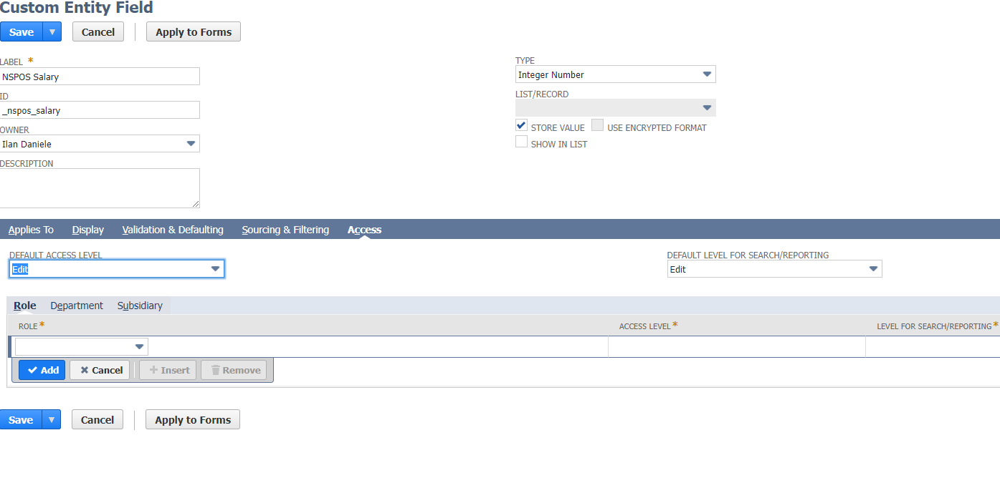 Custom Entity Field
Save
Cancel
Apply to Forms
LABEL *
NSPOS Salary
ID
_nspos_salary
OWNER
Ilan Daniele
DESCRIPTION
TYPE
Integer Number
LIST/RECORD
STORE VALUE USE ENCRYPTED FORMAT
SHOW IN LIST
Applies To Display Validation & Defaulting Sourcing & Filtering Access
DEFAULT ACCESS LEVEL
Edit
DEFAULT LEVEL FOR SEARCH/REPORTING
Edit
Role Department Subsidiary
ROLE * ACCESS LEVEL * LEVEL FOR SEARCH/REPORTING *
Add Cancel Insert Remove
Save
Cancel
Apply to Forms